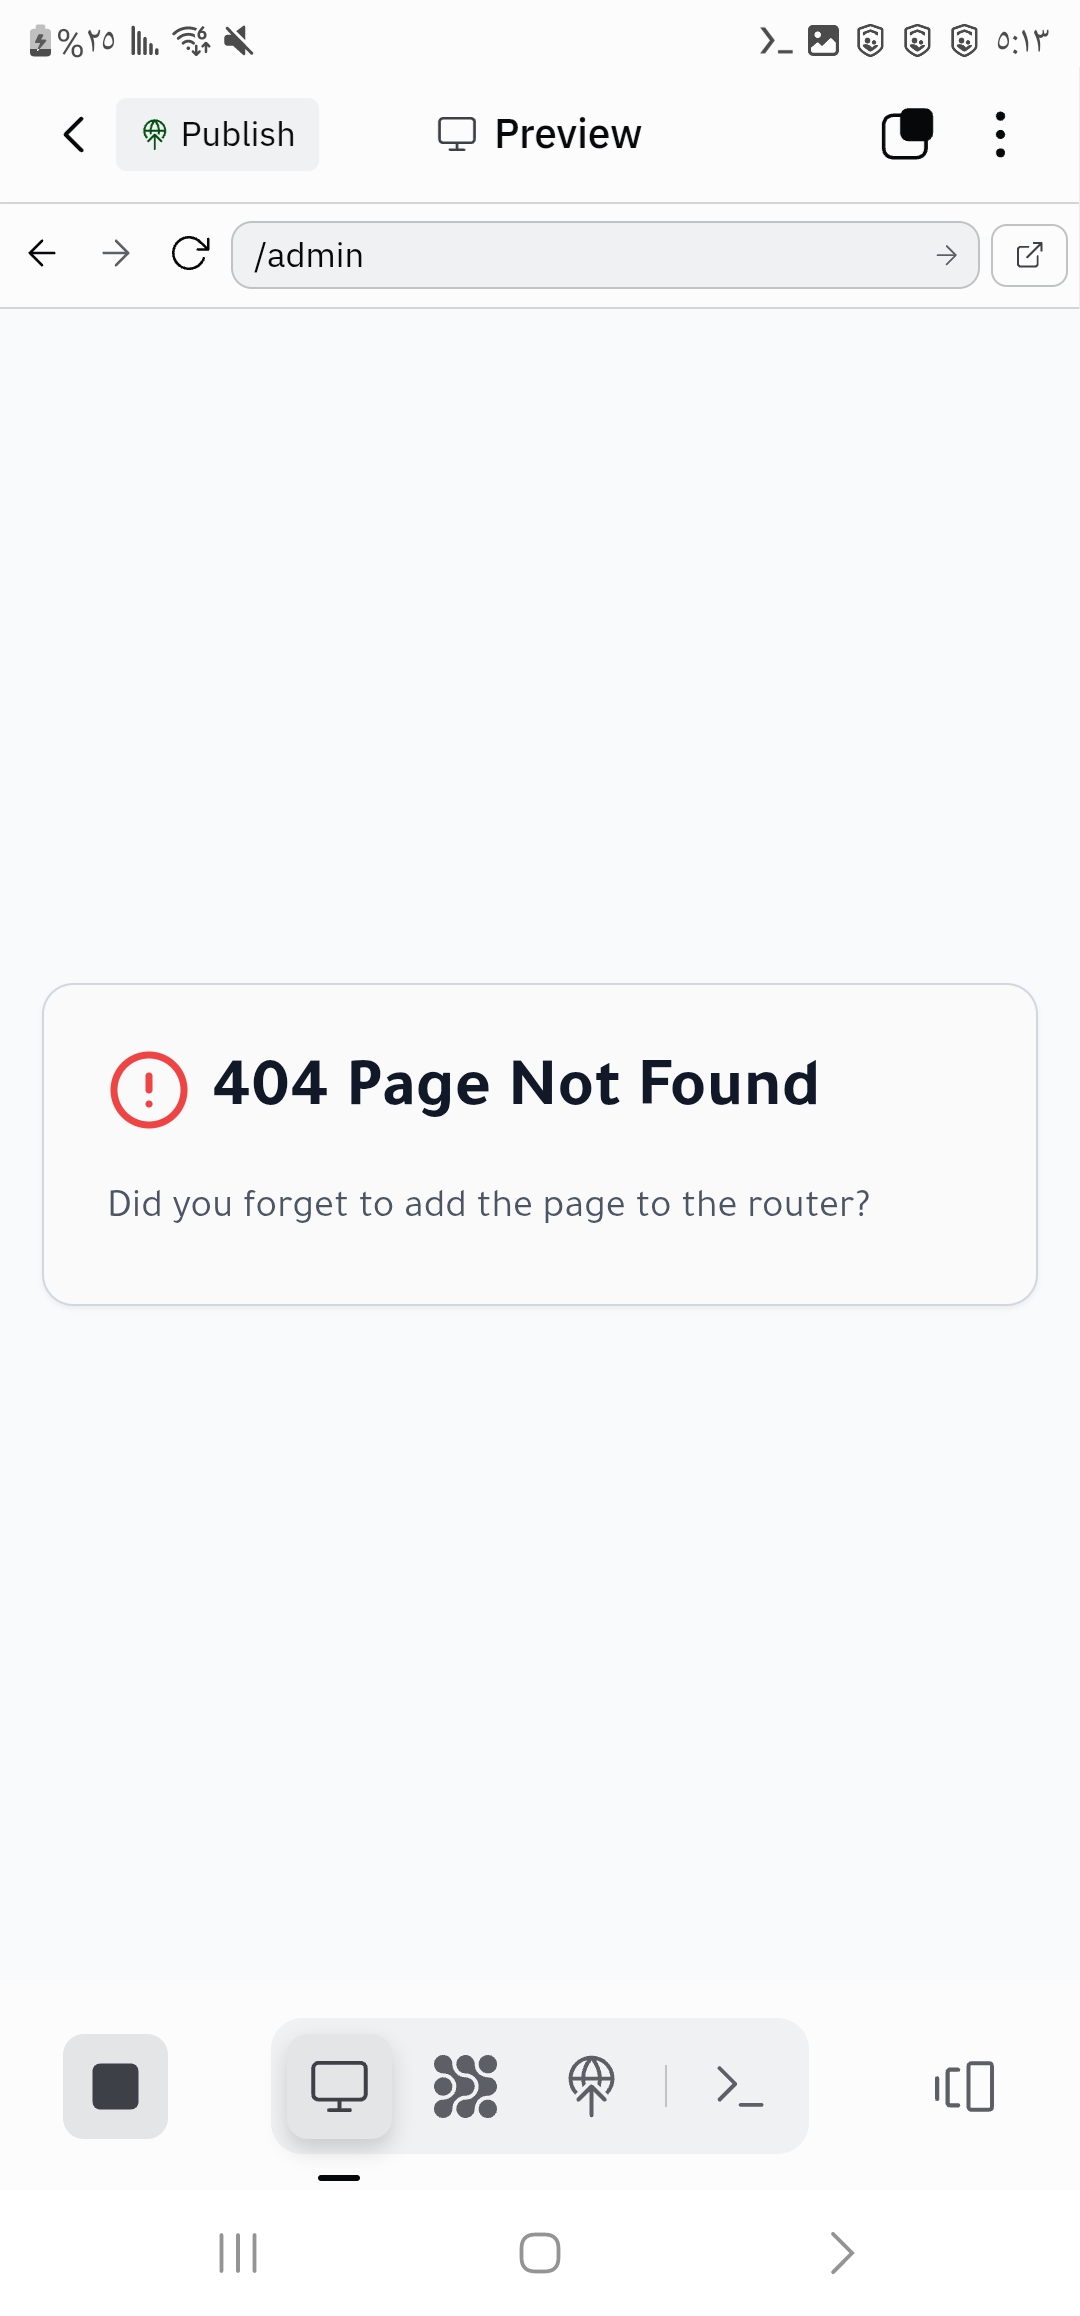 %٢٥
6
٥:١٣
Publish
Preview
/admin
404 Page Not Found
Did you forget to add the page to the router?